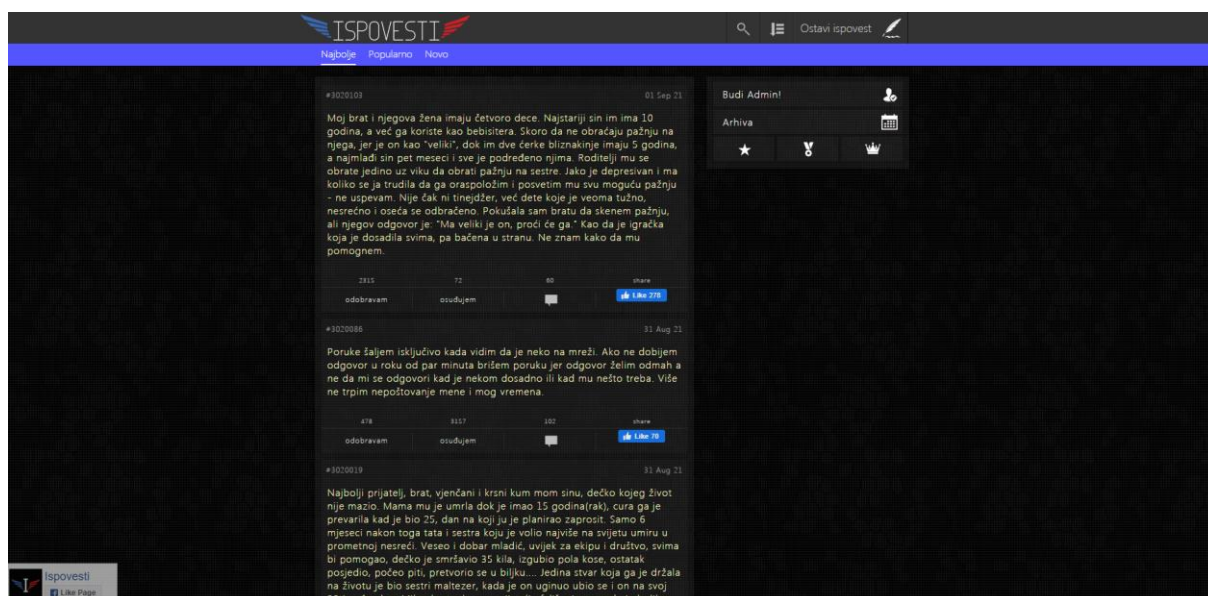 ISPOVESTI
Ostavi ispovest
Najbolje Popularno Novo
#3020103 01 Sep 21
Moj brat i njegova žena imaju četvoro dece. Najstariji sin im ima 10
godina, a već ga koriste kao bebisitera. Skoro da ne obraćaju pažnju na
njega, jer je on kao "veliki", dok im dve ćerke bliznakinje imaju 5 godina,
a najmlađi sin pet meseci i sve je podređeno njima. Roditelji mu se
obrate jedino uz viku da obrati pažnju na sestre. Jako je depresivan i ma
koliko se ja trudila da ga oraspoložim i posvetim mu svu moguću pažnju
- ne uspevam. Nije čak ni tinejdžer, već dete koje je veoma tužno,
nesrećno i oseća se odbračeno. Pokušala sam bratu da skenem pažnju,
ali njegov odgovor je: "Ma veliki je on, proći će ga." Kao da je igračka
koja je dosadila svima, pa bačena u stranu. Ne znam kako da mu
pomognem.
2315 72 60 share
odobravam osuđujem Like 278
#3020086 31 Aug 21
Poruke šaljem isključivo kada vidim da je neko na mreži. Ako ne dobijem
odgovor u roku od par minuta brišem poruku jer odgovor želim odmah a
ne da mi se odgovori kad je nekom dosadno ili kad mu nešto treba. Više
ne trpim nepoštovanje mene i mog vremena.
478 3117 102 share
odobravam osuđujem Like 70
#3020019 31 Aug 21
Najbolji prijatelj, brat, vjenčani i krsni kum mom sinu, dečko kojeg život
nije mazio. Mama mu je umrla dok je imao 15 godina(rak), cura ga je
prevarila kad je bio 25, dan na koji ju je planirao zaprosit. Samo 6
mjeseci nakon toga tata i sestra koju je volio najviše na svijetu umiru u
prometnoj nesreći. Veseo i dobar mladić, uvijek za ekipu i društvo, svima
bi pomogao, dečko je smršavio 35 kila, izgubio pola kose, ostatak
posjedio, počeo piti, pretvorio se u biljku.... Jedina stvar koja ga je držala
na životu je bio sestri maltezer, kada je on uginuo ubio se i on na svoj
Budi Admin!
Arhiva
Ispovesti
Like Page